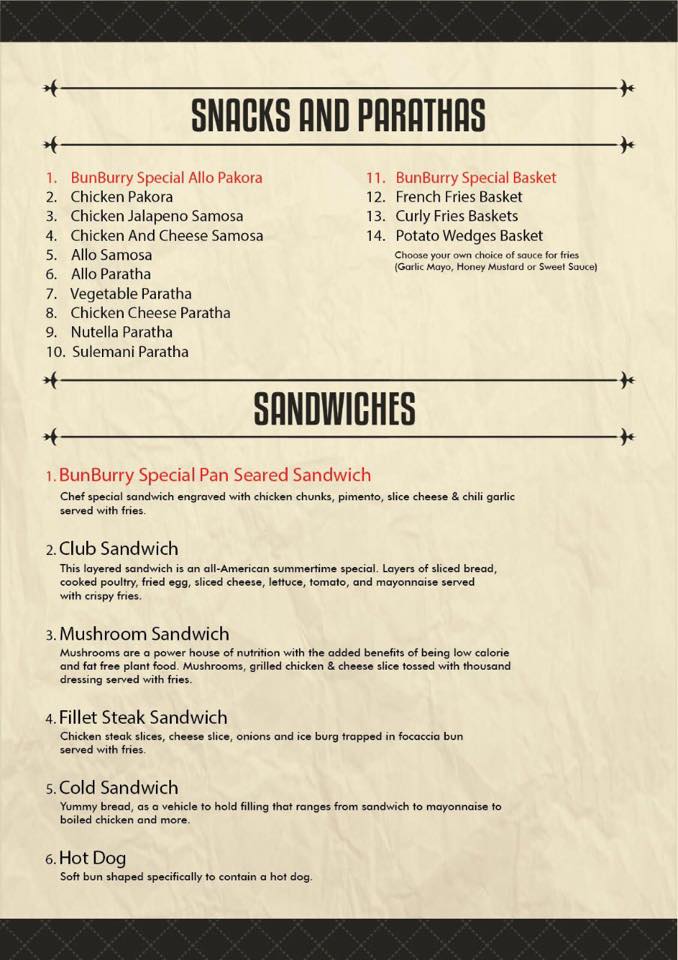 SNACKS AND PARATHAS
1. BunBurry Special Allo Pakora
2. Chicken Pakora
3. Chicken Jalapeno Samosa
4. Chicken And Cheese Samosa
5. Allo Samosa
6. Allo Paratha
7. Vegetable Paratha
8. Chicken Cheese Paratha
9. Nutella Paratha
10. Sulemani Paratha
11. BunBurry Special Basket
12. French Fries Basket
13. Curly Fries Baskets
14. Potato Wedges Basket
Choose your own choice of sauce for fries
(Garlic Mayo, Honey Mustard or Sweet Sauce)
SANDWICHES
1. BunBurry Special Pan Seared Sandwich
Chef special sandwich engraved with chicken chunks, pimento, slice cheese & chili garlic
served with fries.
2. Club Sandwich
This layered sandwich is an all-American summertime special. Layers of sliced bread,
cooked poultry, fried egg, sliced cheese, lettuce, tomato, and mayonnaise served
with crispy fries.
3. Mushroom Sandwich
Mushrooms are a power house of nutrition with the added benefits of being low calorie
and fat free plant food. Mushrooms, grilled chicken & cheese slice tossed with thousand
dressing served with fries.
4. Fillet Steak Sandwich
Chicken steak slices, cheese slice, onions and ice burg trapped in focaccia bun
served with fries.
5. Cold Sandwich
Yummy bread, as a vehicle to hold filling that ranges from sandwich to mayonnaise to
boiled chicken and more.
6. Hot Dog
Soft bun shaped specifically to contain a hot dog.